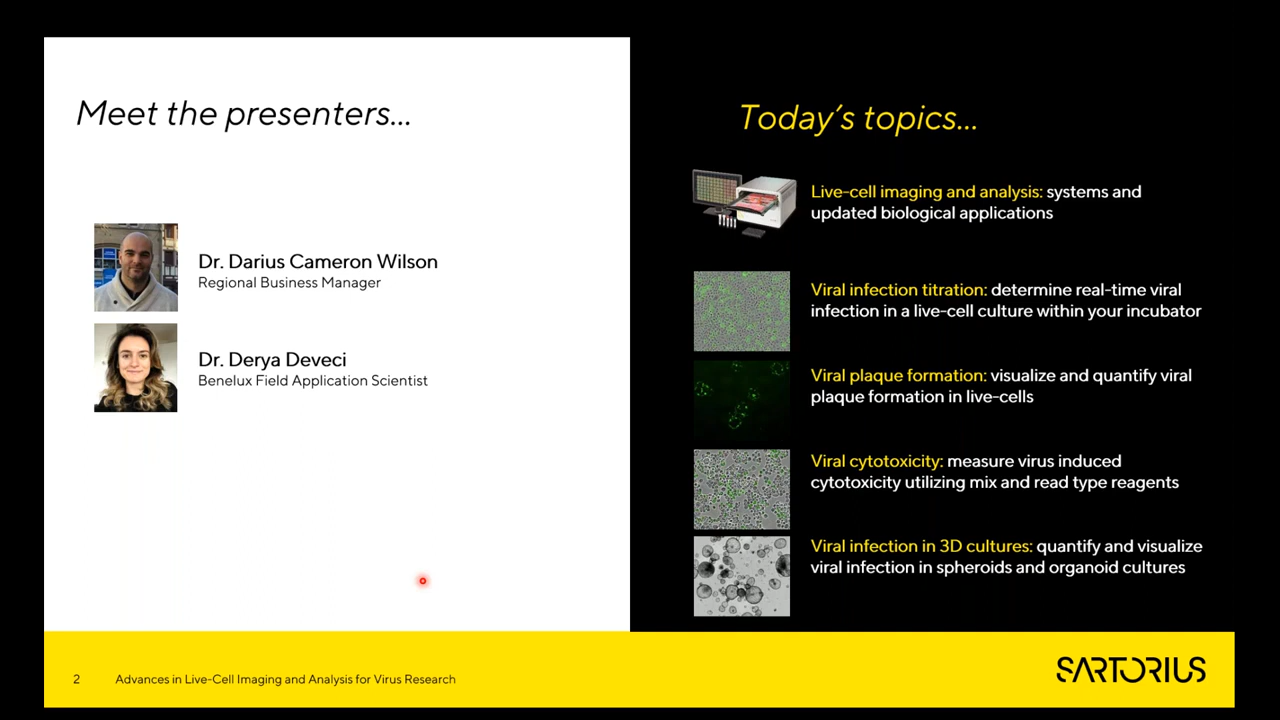 Meet the presenters...
Dr. Darius Cameron Wilson
Regional Business Manager
Dr. Derya Deveci
Benelux Field Application Scientist
Today's topics...
Live-cell imaging and analysis: systems and
updated biological applications
Viral infection titration: determine real-time viral
infection in a live-cell culture within your incubator
Viral plaque formation: visualize and quantify viral
plaque formation in live-cells
Viral cytotoxicity: measure virus induced
cytotoxicity utilizing mix and read type reagents
Viral infection in 3D cultures: quantify and visualize
viral infection in spheroids and organoid cultures
2
Advances in Live-Cell Imaging and Analysis for Virus Research
SARTORIUS